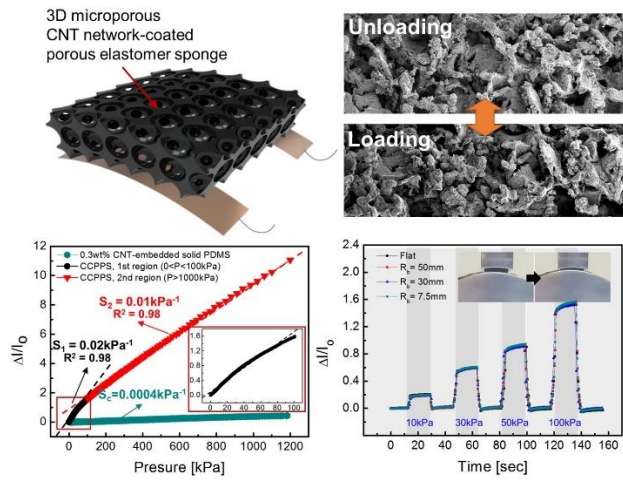 3D microporous
CNT network-coated
porous elastomer sponge
Unloading
Loading
12
10
8
6
4
2
0
0 200 400 600 800 1000 1200
ΔI/I₀
Presure [kPa]
0.3wt% CNT-embedded solid PDMS
CCPPS, 1st region (0<P<100kPa)
CCPPS, 2nd region (P>1000kPa)
S₂ = 0.01kPa⁻¹
R² = 0.98
S₁ = 0.02kPa⁻¹
R² = 0.98
S꜀=0.0004kPa⁻¹
1.6
1.2
0.8
0.4
0.0
0 20 40 60 80 100
2.4
2.0
1.6
1.2
0.8
0.4
0.0
0 20 40 60 80 100 120 140 160
ΔI/I₀
Time [sec]
Flat
R_b = 50mm
R_b = 30mm
R_b = 7.5mm
10kPa
30kPa
50kPa
100kPa